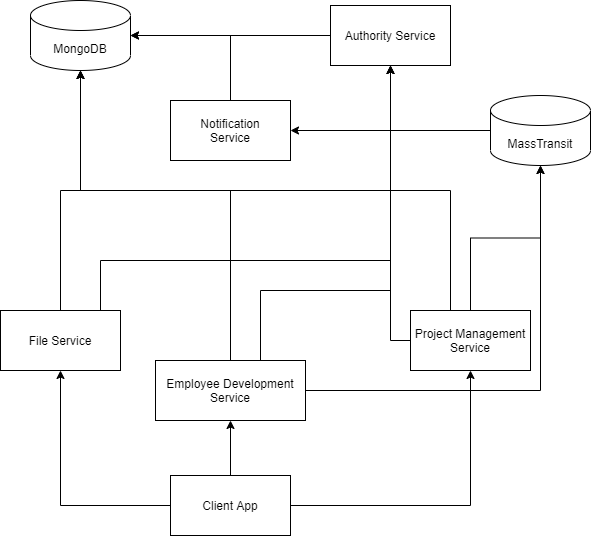 MongoDB
Authority Service
Notification
Service
MassTransit
File Service
Project Management
Service
Employee Development
Service
Client App